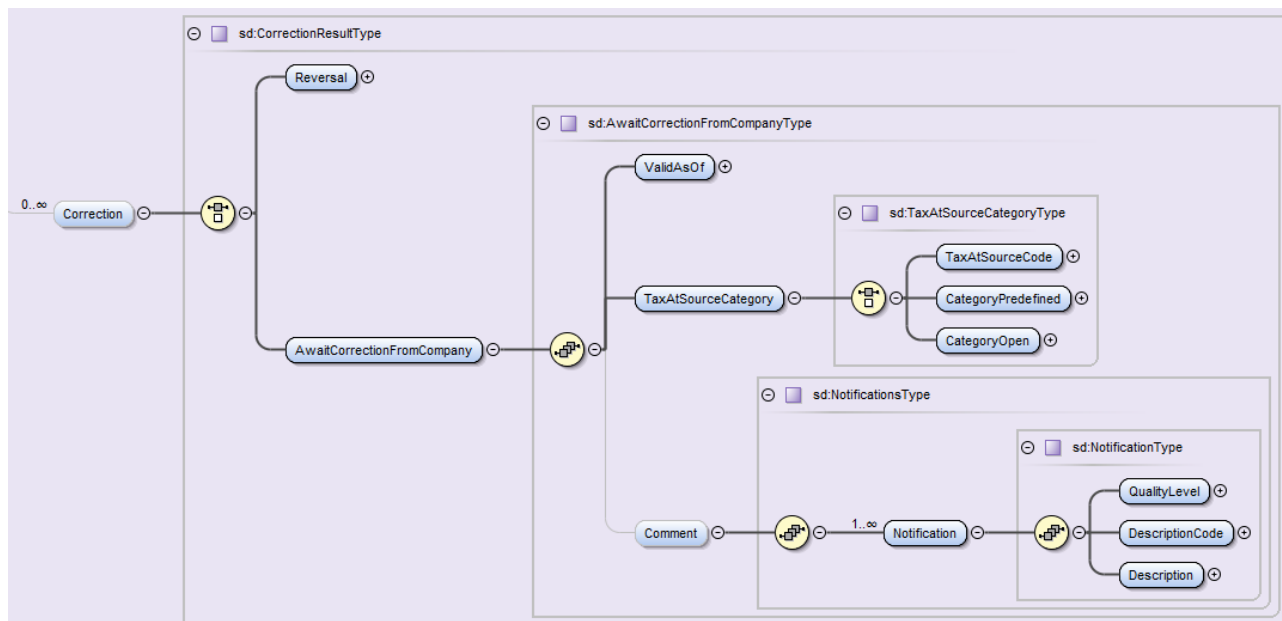 sd:CorrectionResultType
Reversal
sd:AwaitCorrectionFromCompanyType
ValidAsOf
sd:TaxAtSourceCategoryType
0..∞
Correction
TaxAtSourceCode
TaxAtSourceCategory
CategoryPredefined
CategoryOpen
AwaitCorrectionFromCompany
sd:NotificationsType
sd:NotificationType
QualityLevel
Comment
1..∞
Notification
DescriptionCode
Description